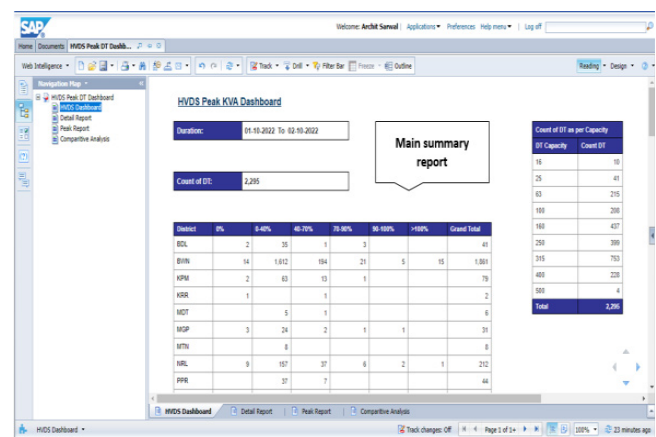 SAP
Welcome: Archit Sarwal | Applications Preferences Help menu | Log off
Home Documents HVDS Peak DT Dashb...
Web Intelligence Track Drill Filter Bar Freeze Outline Reading Design
Navigation Map
HVDS Peak DT Dashboard
HVDS Dashboard
Detail Report
Peak Report
Comparitive Analysis
HVDS Peak KVA Dashboard
Duration: 01-10-2022 To 02-10-2022
Count of DT: 2,295
Main summary
report
Count of DT as per Capacity
DT Capacity Count DT
16 10
25 41
63 215
100 208
160 437
250 399
315 753
400 228
500 4
Total 2,295
District 0% 0-40% 40-70% 70-90% 90-100% >100% Grand Total
BDL 2 35 1 3 41
BWN 14 1,612 194 21 5 15 1,861
KPM 2 63 13 1 79
KRR 1 1 2
MDT 5 1 6
MGP 3 24 2 1 1 31
MTN 8 8
NRL 9 157 37 6 2 1 212
PPR 37 7 44
HVDS Dashboard Detail Report Peak Report Comparitive Analysis
HVDS Dashboard Track changes: Off Page 1 of 1+ 100% 23 minutes ago